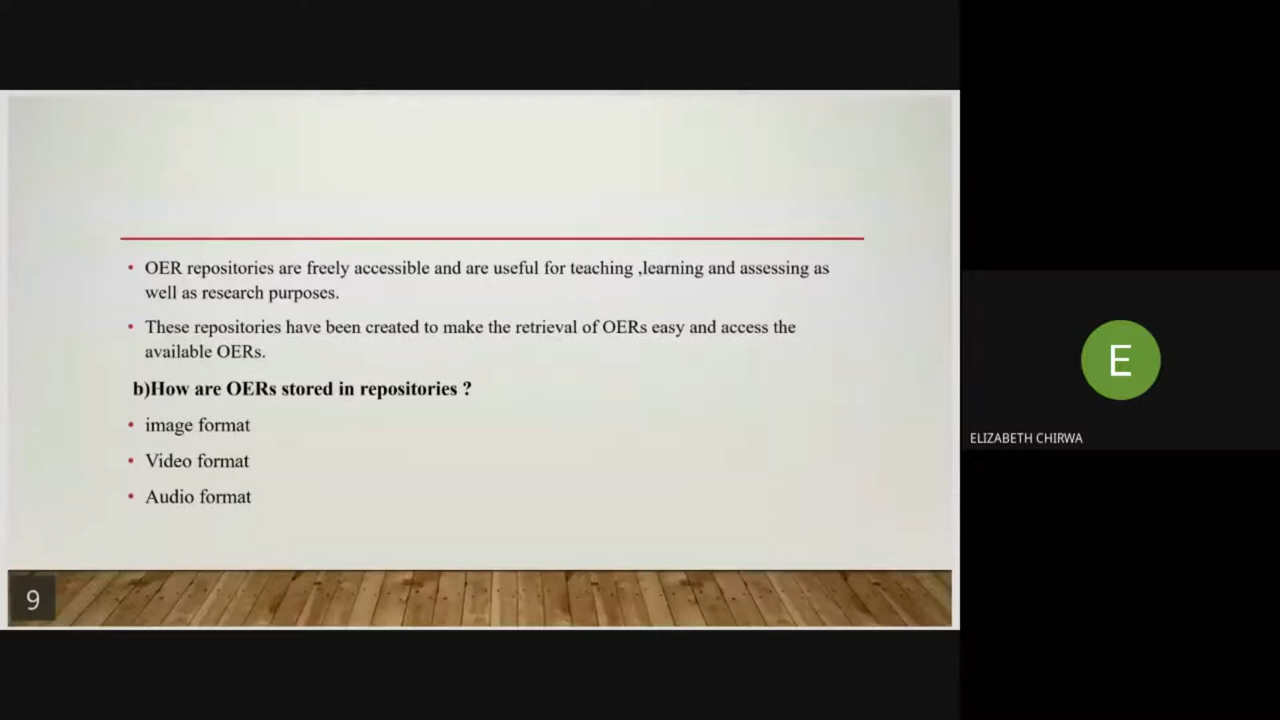 OER repositories are freely accessible and are useful for teaching ,learning and assessing as
well as research purposes.
These repositories have been created to make the retrieval of OERs easy and access the
available OERs.
b)How are OERs stored in repositories ?
image format
Video format
Audio format
9
E
ELIZABETH CHIRWA